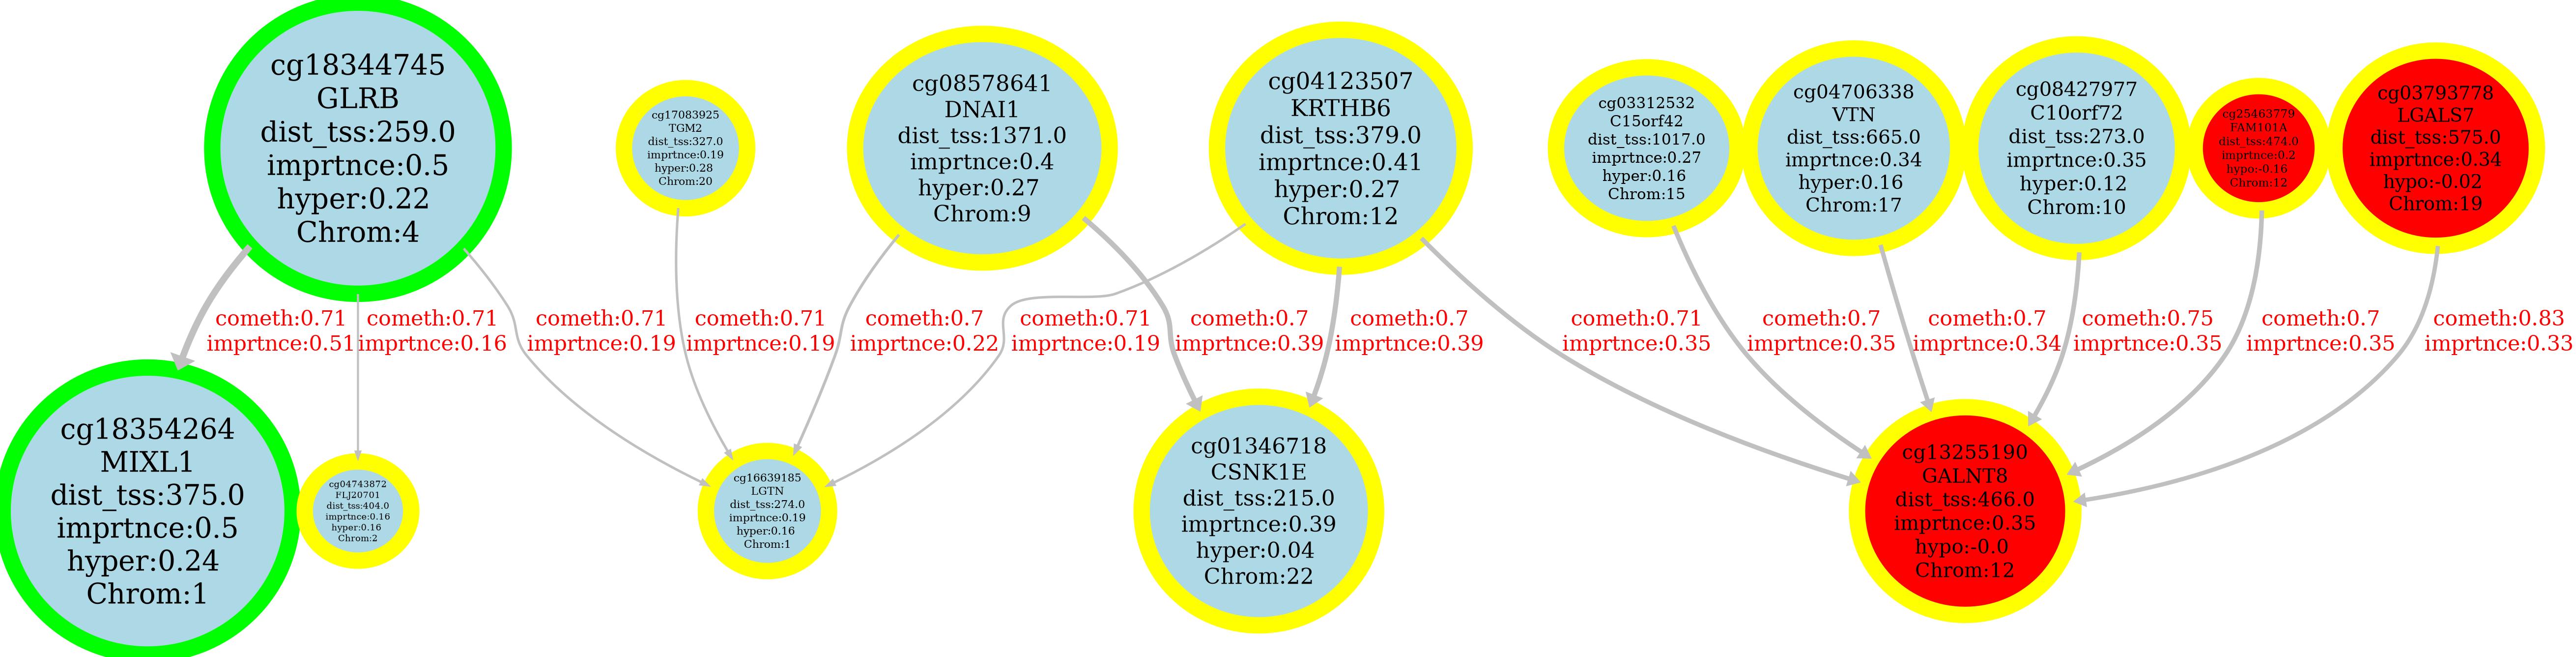 cg18344745
GLRB
dist_tss:259.0
imprtnce:0.5
hyper:0.22
Chrom:4
cg17083925
TGM2
dist_tss:327.0
imprtnce:0.19
hyper:0.28
Chrom:20
cg08578641
DNAI1
dist_tss:1371.0
imprtnce:0.4
hyper:0.27
Chrom:9
cg04123507
KRTHB6
dist_tss:379.0
imprtnce:0.41
hyper:0.27
Chrom:12
cg03312532
C15orf42
dist_tss:1017.0
imprtnce:0.27
hyper:0.16
Chrom:15
cg04706338
VTN
dist_tss:665.0
imprtnce:0.34
hyper:0.16
Chrom:17
cg08427977
C10orf72
dist_tss:273.0
imprtnce:0.35
hyper:0.12
Chrom:10
cg25463779
FAM101A
dist_tss:474.0
imprtnce:0.2
hypo:-0.16
Chrom:12
cg03793778
LGALS7
dist_tss:575.0
imprtnce:0.34
hypo:-0.02
Chrom:19
cometh:0.71
imprtnce:0.51
cometh:0.71
imprtnce:0.16
cometh:0.71
imprtnce:0.19
cometh:0.71
imprtnce:0.19
cometh:0.7
imprtnce:0.22
cometh:0.71
imprtnce:0.19
cometh:0.7
imprtnce:0.39
cometh:0.7
imprtnce:0.39
cometh:0.71
imprtnce:0.35
cometh:0.7
imprtnce:0.35
cometh:0.7
imprtnce:0.34
cometh:0.75
imprtnce:0.35
cometh:0.7
imprtnce:0.35
cometh:0.83
imprtnce:0.33
cg18354264
MIXL1
dist_tss:375.0
imprtnce:0.5
hyper:0.24
Chrom:1
cg04743872
FLJ20701
dist_tss:404.0
imprtnce:0.16
hyper:0.16
Chrom:2
cg16639185
LGTN
dist_tss:274.0
imprtnce:0.19
hyper:0.16
Chrom:1
cg01346718
CSNK1E
dist_tss:215.0
imprtnce:0.39
hyper:0.04
Chrom:22
cg13255190
GALNT8
dist_tss:466.0
imprtnce:0.35
hypo:-0.0
Chrom:12